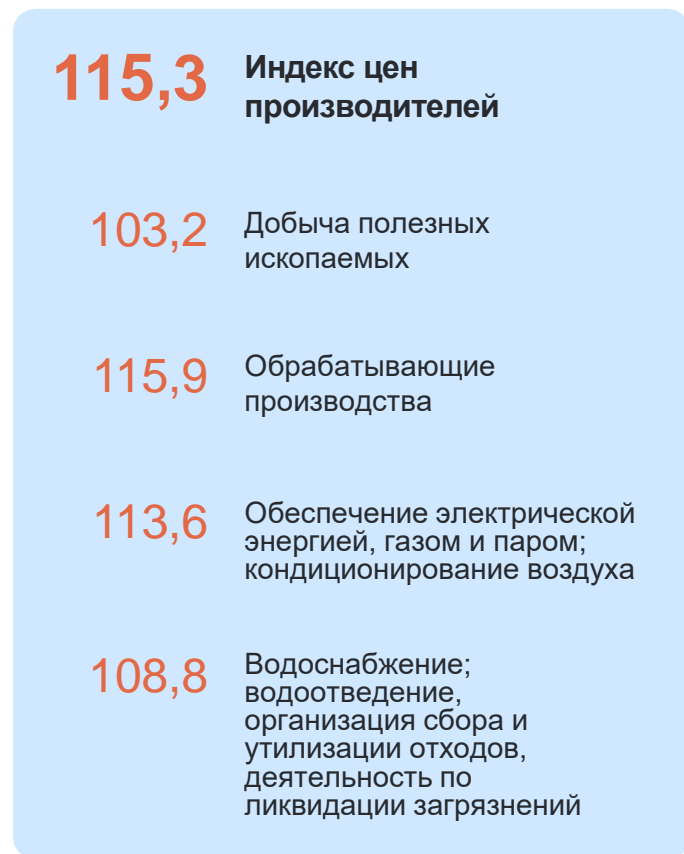 115,3 Индекс цен
производителей
103,2 Добыча полезных
ископаемых
115,9 Обрабатывающие
производства
113,6 Обеспечение электрической
энергией, газом и паром;
кондиционирование воздуха
108,8 Водоснабжение;
водоотведение,
организация сбора и
утилизации отходов,
деятельность по
ликвидации загрязнений